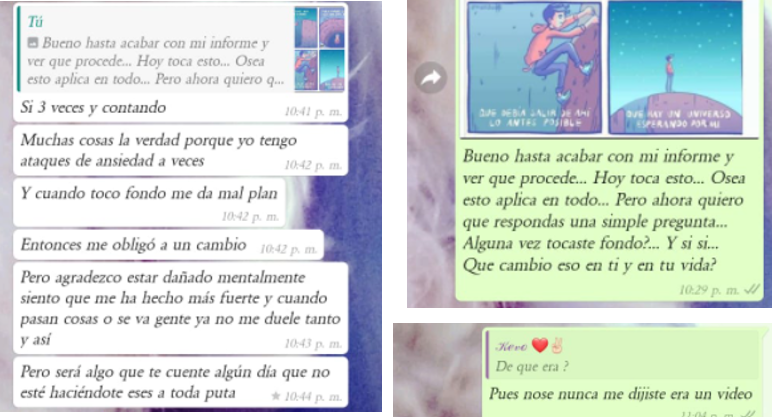 Tú
Bueno hasta acabar con mi informe y
ver que procede... Hoy toca esto... Osea
esto aplica en todo... Pero ahora quiero q...
Si 3 veces y contando
10:41 p. m.
Muchas cosas la verdad porque yo tengo
ataques de ansiedad a veces
10:42 p. m.
Y cuando toco fondo me da mal plan
10:42 p. m.
Entonces me obligó a un cambio
10:42 p. m.
Pero agradezco estar dañado mentalmente
siento que me ha hecho más fuerte y cuando
pasan cosas o se va gente ya no me duele tanto
y así
10:43 p. m.
Pero será algo que te cuente algún día que no
esté haciéndote eses a toda puta
10:44 p. m.
QUE DEBÍA SALIR DE AHÍ
LO ANTES POSIBLE
QUE HAY UN UNIVERSO
ESPERANDO POR MI
Bueno hasta acabar con mi informe y
ver que procede... Hoy toca esto... Osea
esto aplica en todo... Pero ahora quiero
que respondas una simple pregunta...
Alguna vez tocaste fondo?... Y si si...
Que cambio eso en ti y en tu vida?
10:29 p. m.
Kevo ❤️✌🏻
De que era ?
Pues nose nunca me dijiste era un video
11:04 p. m.